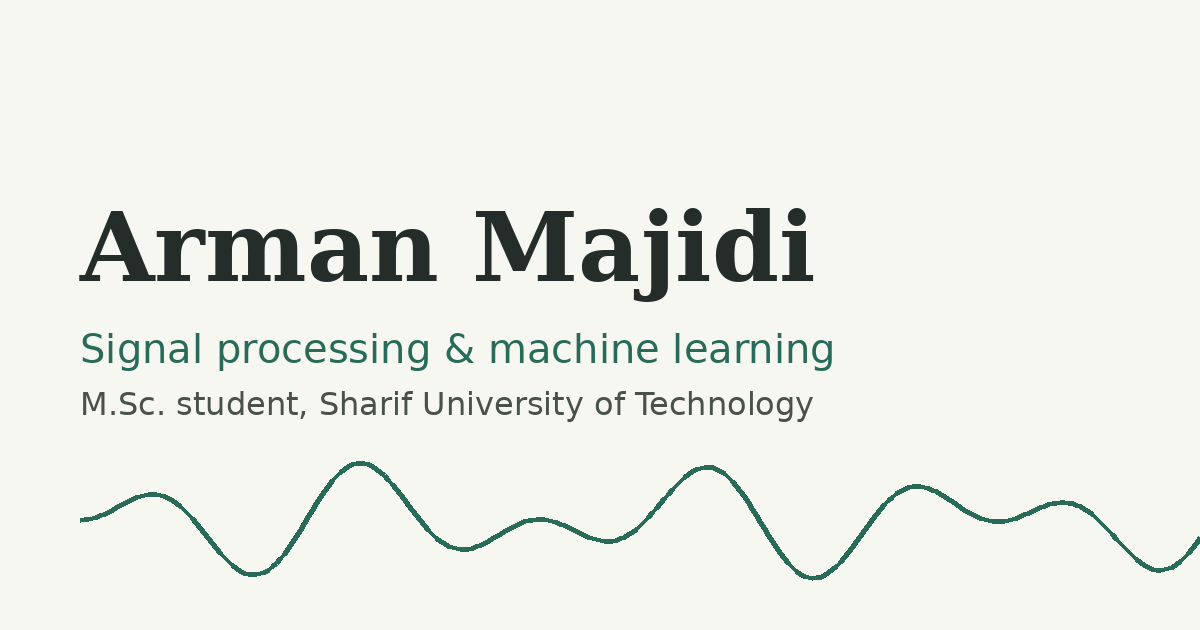 Arman Majidi
Signal processing & machine learning
M.Sc. student, Sharif University of Technology